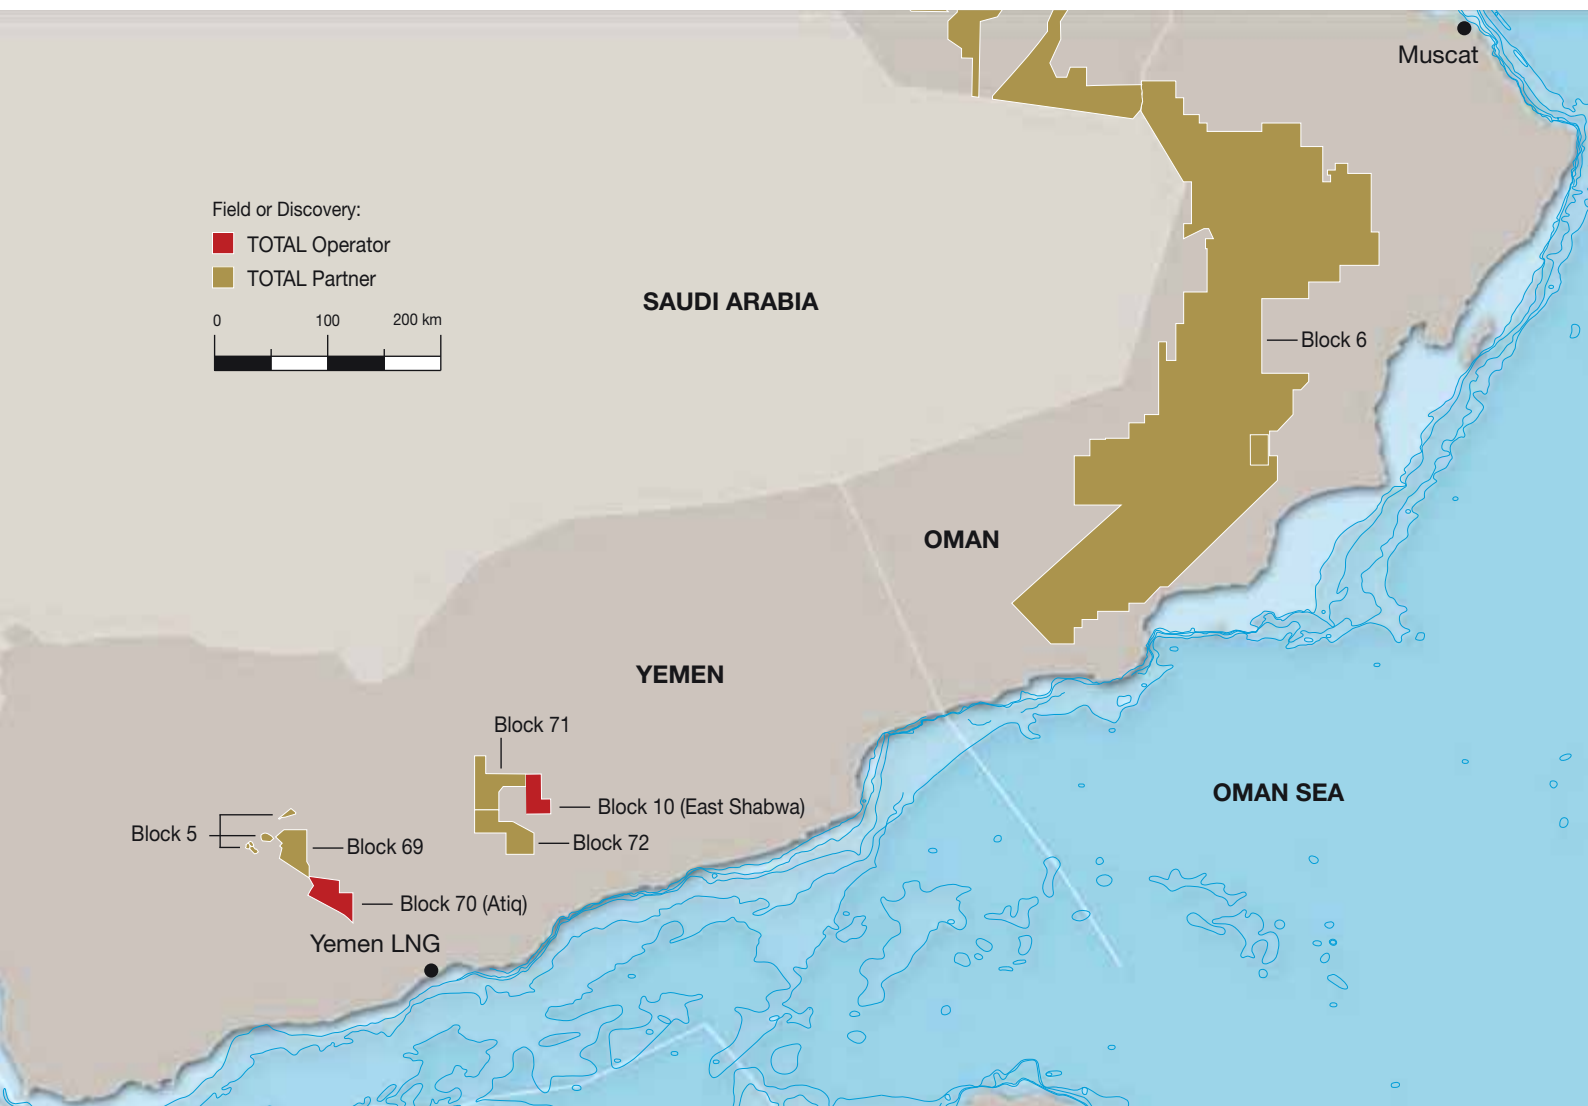 Muscat
Field or Discovery:
TOTAL Operator
TOTAL Partner
0 100 200 km
SAUDI ARABIA
Block 6
OMAN
YEMEN
Block 71
OMAN SEA
Block 10 (East Shabwa)
Block 5
Block 72
Block 69
Block 70 (Atiq)
Yemen LNG